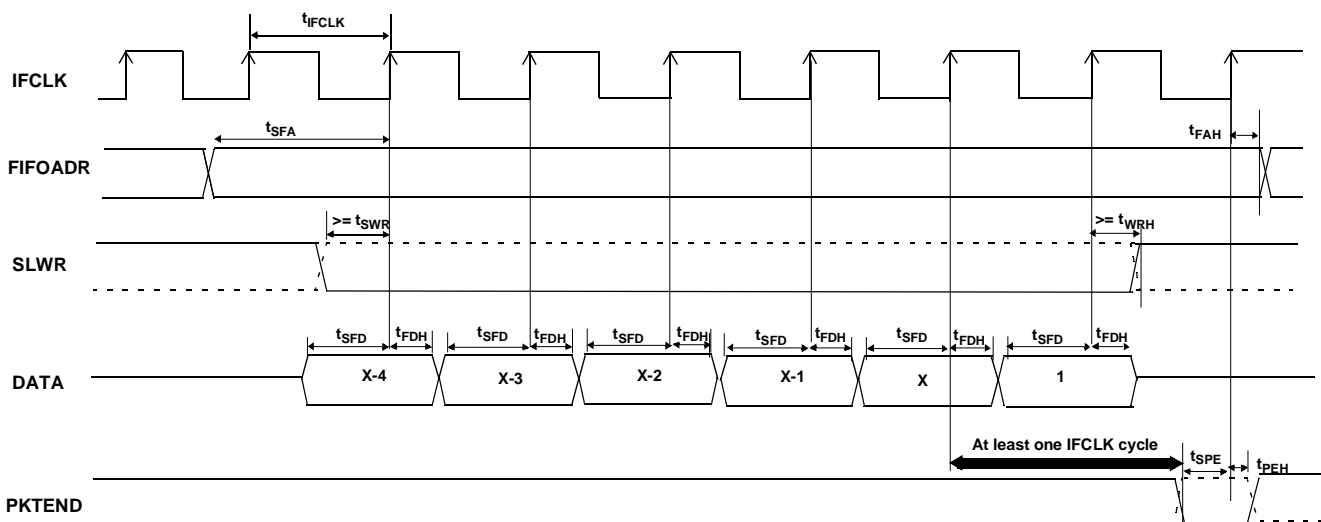 tIFCLK
IFCLK
tSFA
tFAH
FIFOADR
>= tSWR
>= tWRH
SLWR
tSFD tFDH tSFD tFDH tSFD tFDH tSFD tFDH tSFD tFDH tSFD tFDH
DATA X-4 X-3 X-2 X-1 X 1
At least one IFCLK cycle
tSPE tPEH
PKTEND